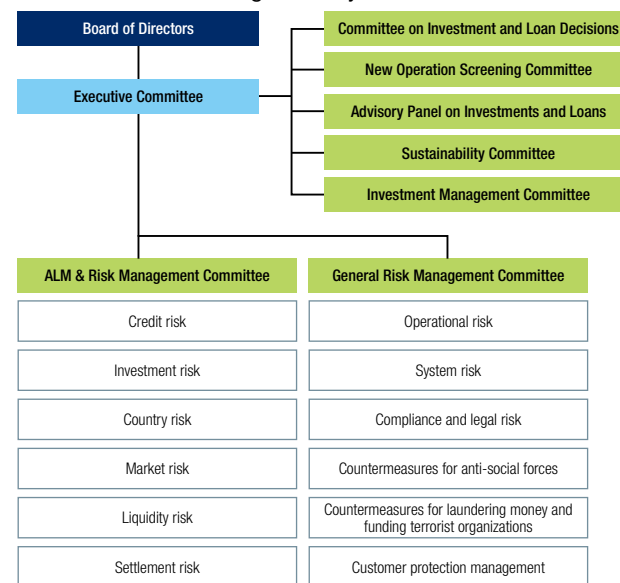 Board of Directors
Executive Committee
Committee on Investment and Loan Decisions
New Operation Screening Committee
Advisory Panel on Investments and Loans
Sustainability Committee
Investment Management Committee
ALM & Risk Management Committee
Credit risk
Investment risk
Country risk
Market risk
Liquidity risk
Settlement risk
General Risk Management Committee
Operational risk
System risk
Compliance and legal risk
Countermeasures for anti-social forces
Countermeasures for laundering money and
funding terrorist organizations
Customer protection management